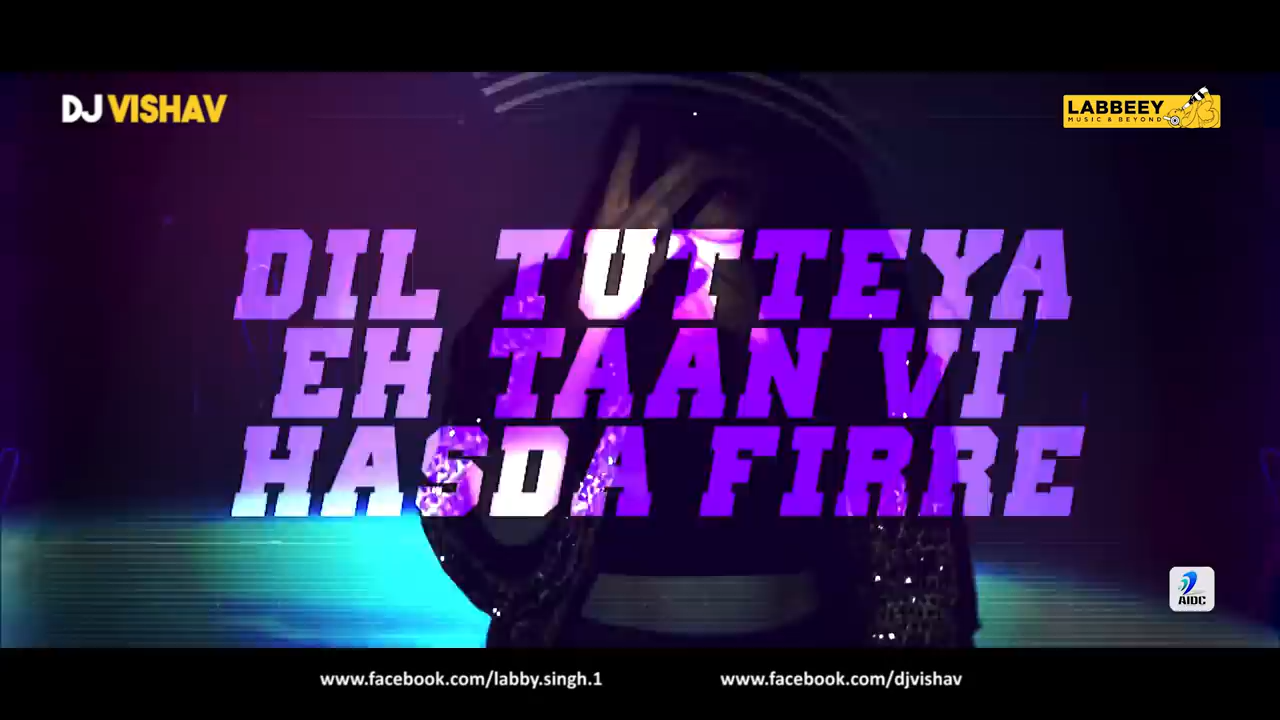 DJ VISHAV
LABBEEY
MUSIC & BEYOND
DIL TUTTEYA
EH TAAN VI
HASDA FIRRE
AIDC
www.facebook.com/labby.singh.1
www.facebook.com/djvishav